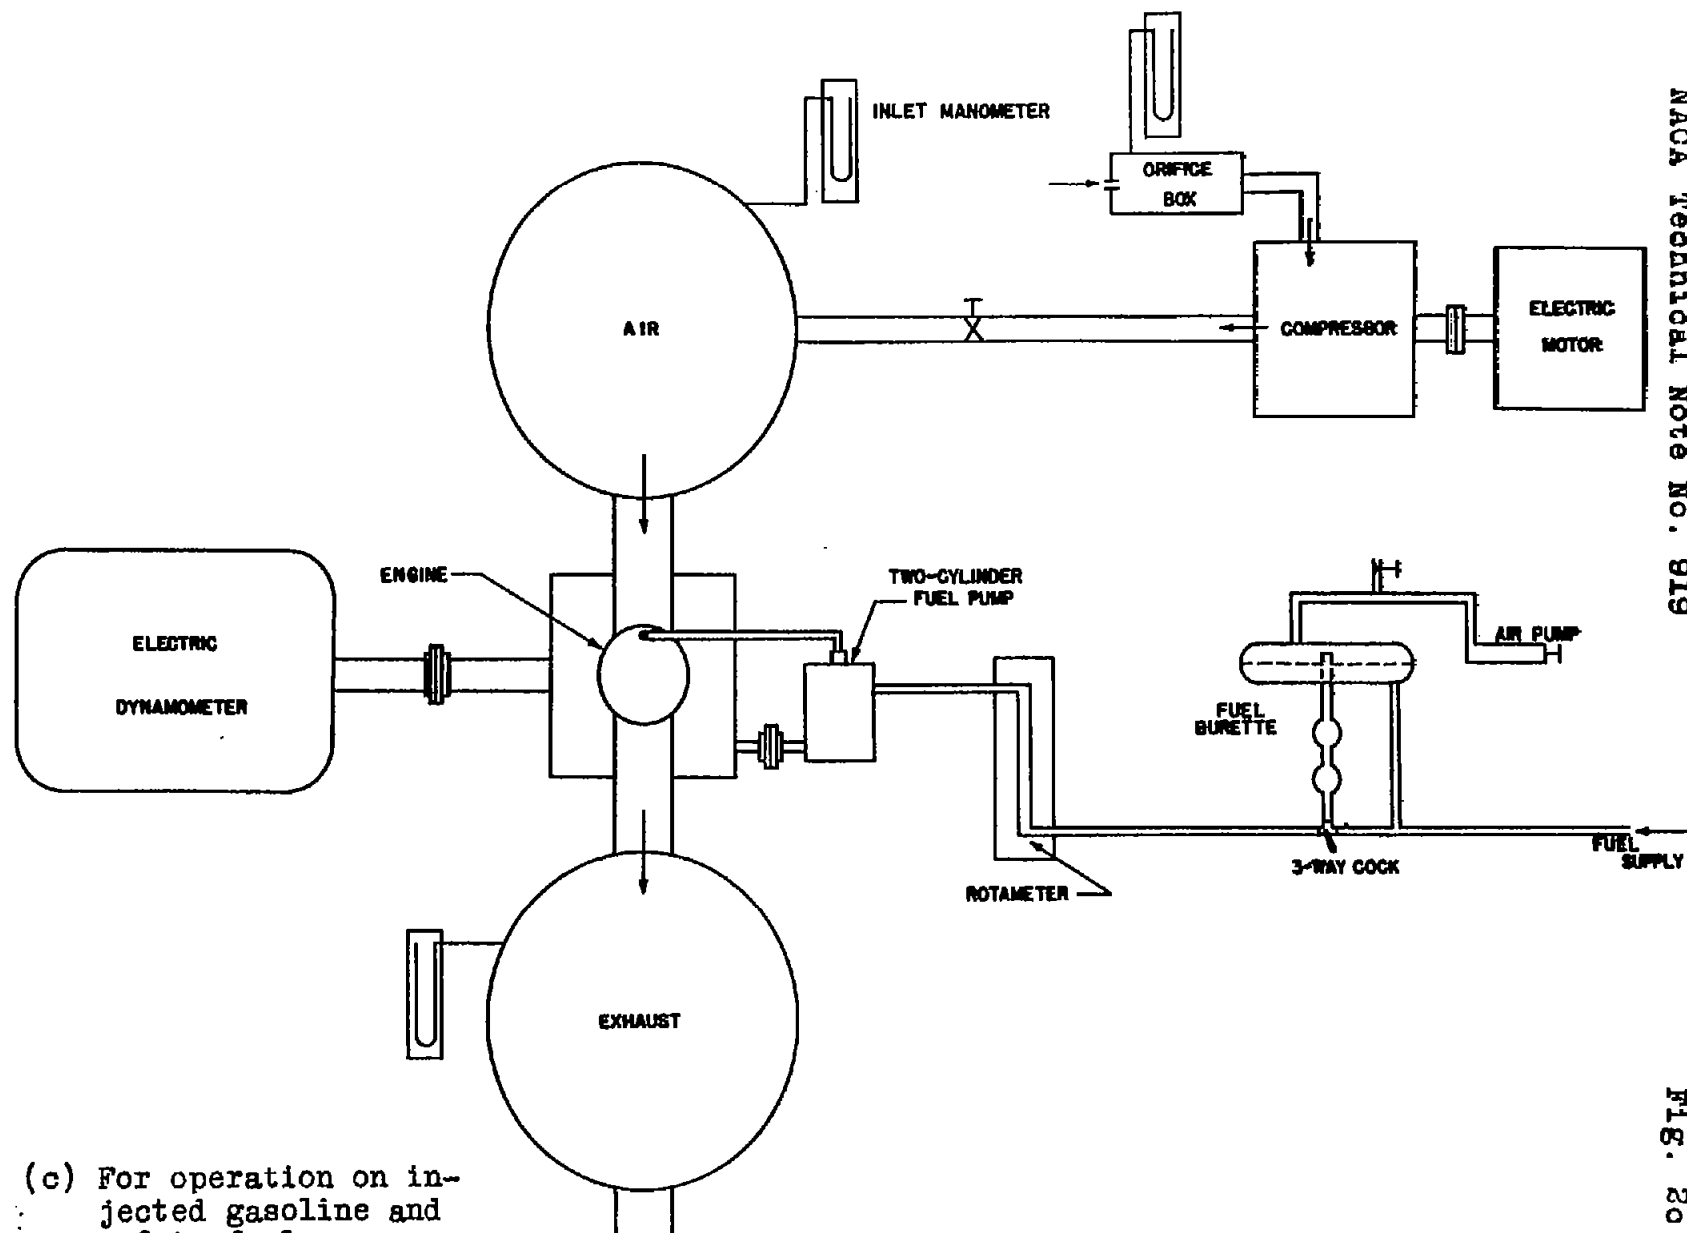 NACA Technical Note No. 919
INLET MANOMETER
ORIFICE
BOX
AIR
COMPRESSOR
ELECTRIC
MOTOR
ENGINE
TWO-CYLINDER
FUEL PUMP
ELECTRIC
DYNAMOMETER
AIR PUMP
FUEL
BURETTE
FUEL
SUPPLY
3-WAY COCK
ROTAMETER
EXHAUST
(c) For operation on in-
jected gasoline and
Fig. 2c